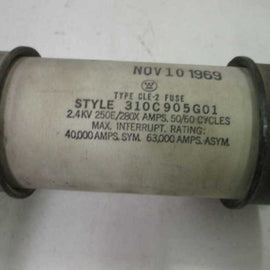 NOV 10 1969
TYPE CLE-2 FUSE
STYLE 310C905G01
2.4KV 250E/280X AMPS. 50/60 CYCLES
MAX. INTERRUPT. RATING:
40,000 AMPS. SYM. 63,000 AMPS. ASYM.